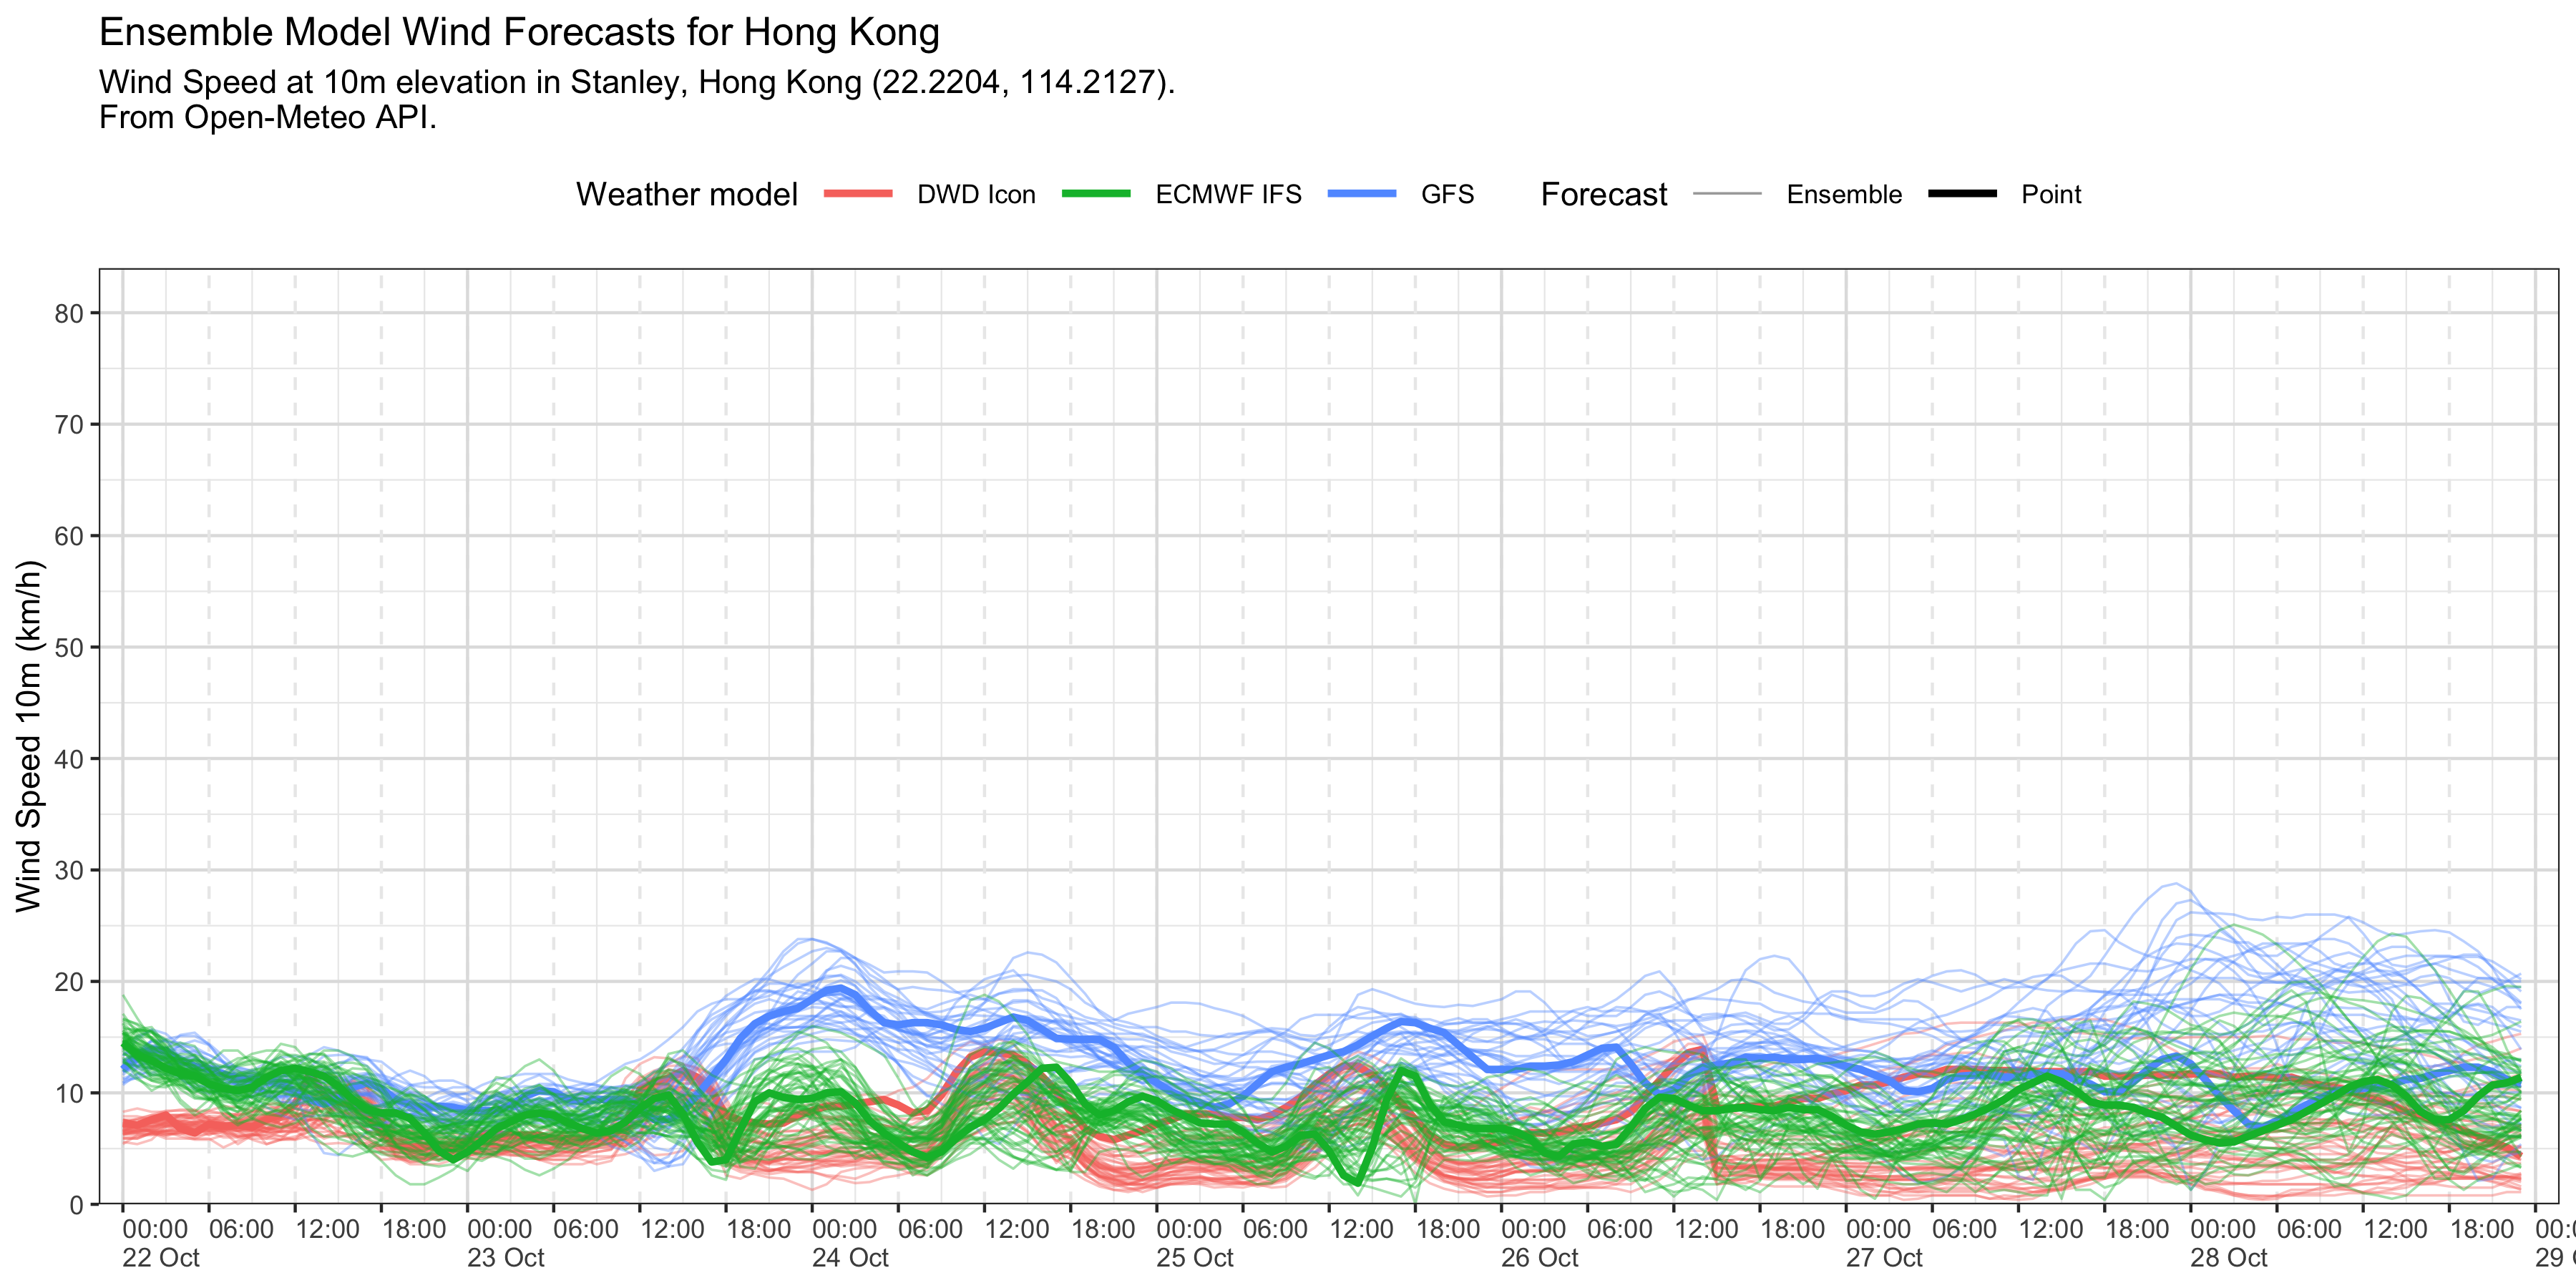 Ensemble Model Wind Forecasts for Hong Kong
Wind Speed at 10m elevation in Stanley, Hong Kong (22.2204, 114.2127).
From Open-Meteo API.
Weather model DWD Icon ECMWF IFS GFS Forecast Ensemble Point
Wind Speed 10m (km/h)
80
70
60
50
40
30
20
10
0
00:00 06:00 12:00 18:00 00:00 06:00 12:00 18:00 00:00 06:00 12:00 18:00 00:00 06:00 12:00 18:00 00:00 06:00 12:00 18:00 00:00 06:00 12:00 18:00 00:00 06:00 12:00 18:00 00:0
22 Oct 23 Oct 24 Oct 25 Oct 26 Oct 27 Oct 28 Oct 29 O